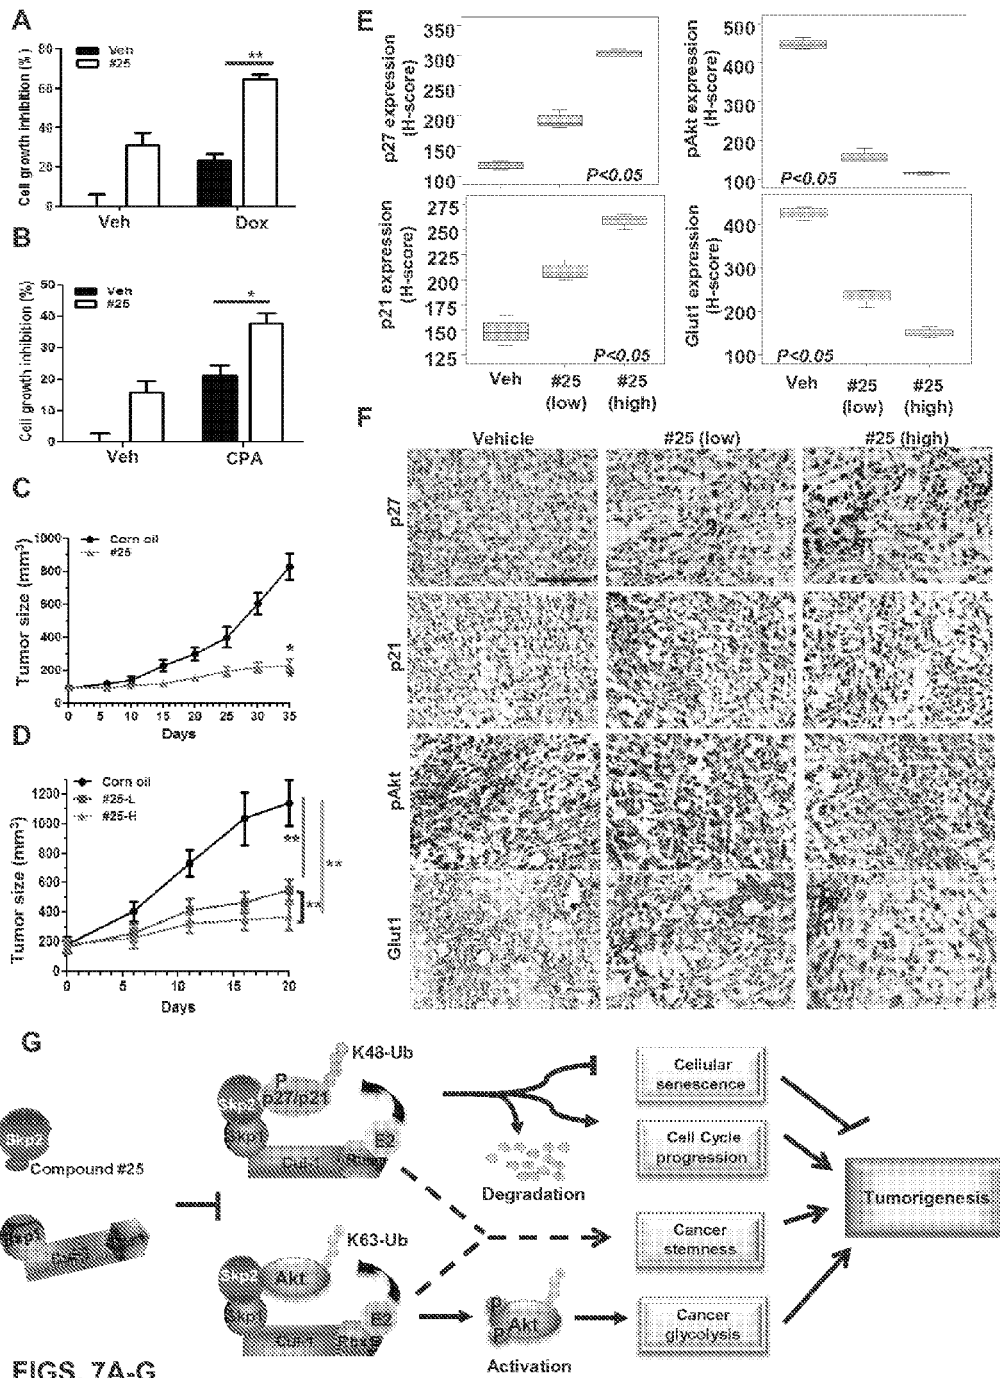 A
Veh
#25
**
Cell growth inhibition (%)
80
60
40
20
0
Veh
Dox
B
Veh
#25
*
Cell growth inhibition (%)
50
40
30
20
10
0
Veh
CPA
C
Corn oil
#25
Tumor size (mm3)
1000
800
600
400
200
0
*
0 5 10 15 20 25 30 35
Days
D
Corn oil
#25-L
#25-H
Tumor size (mm3)
1200
1000
800
600
400
200
0
**
**
**
0 5 10 15 20
Days
E
p27 expression
(H-score)
350
300
250
200
150
100
P<0.05
pAkt expression
(H-score)
500
400
300
200
100
P<0.05
p21 expression
(H-score)
275
250
225
200
175
150
125
P<0.05
Veh
#25
(low)
#25
(high)
Glut1 expression
(H-score)
400
300
200
100
P<0.05
Veh
#25
(low)
#25
(high)
F
Vehicle
#25 (low)
#25 (high)
p27
p21
pAkt
Glut1
G
Skp2
Compound #25
Skp1
K48-Ub
P
p27/p21
Skp2
Skp1
Cul-1
E2
Degradation
K63-Ub
Skp2
Akt
Skp1
Cul-1
Rbx1
E2
P
P
Akt
Activation
Cellular
senescence
Cell Cycle
progression
Cancer
stemness
Cancer
glycolysis
Tumorigenesis
FIGS. 7A-G